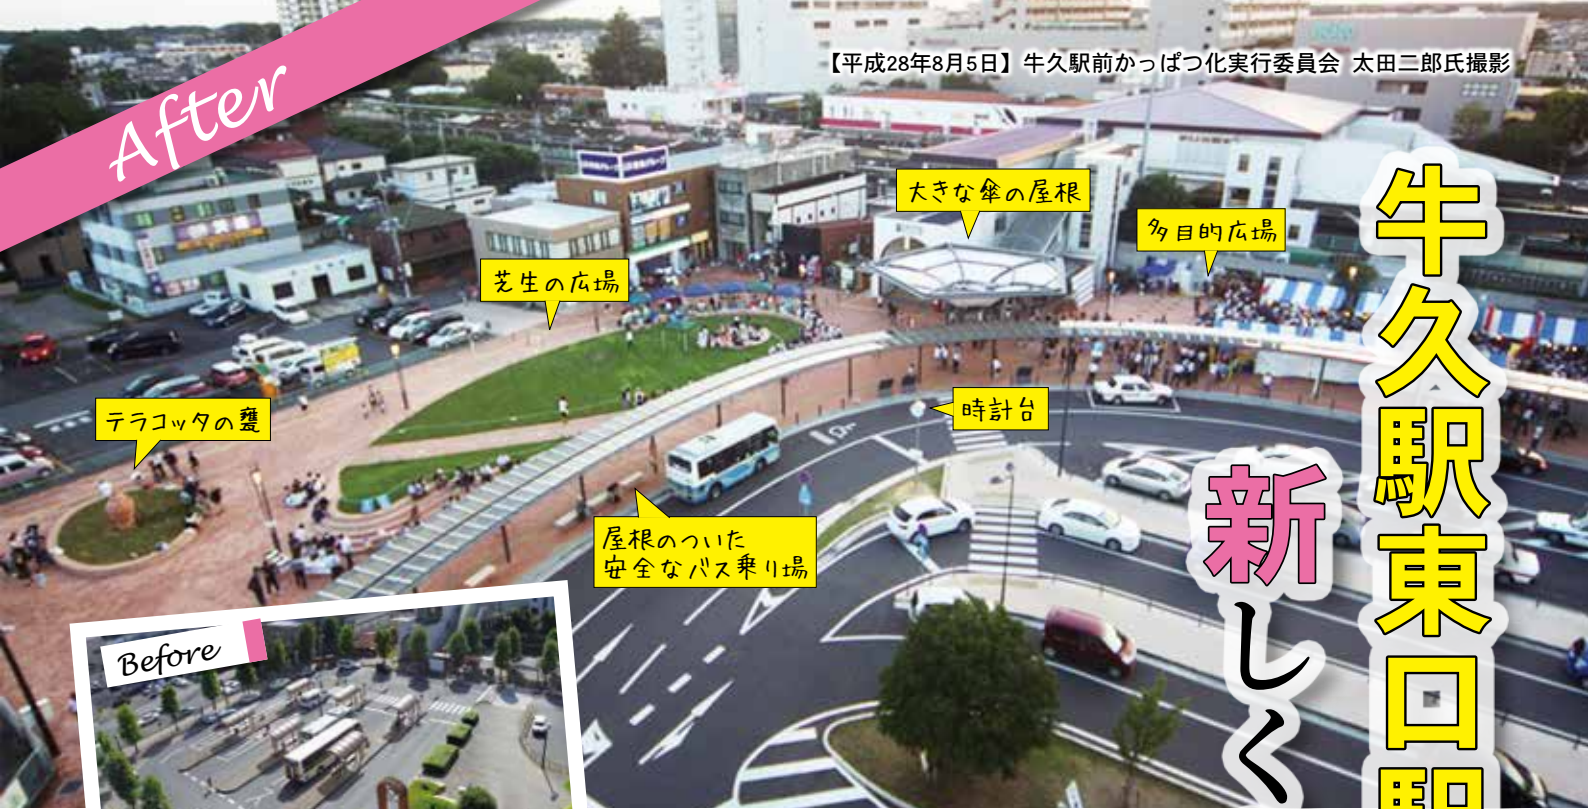 After
【平成28年8月5日】牛久駅前かっぱつ化実行委員会 太田二郎氏撮影
大きな傘の屋根
多目的広場
芝生の広場
テラコッタの甕
時計台
屋根のついた
安全なバス乗り場
Before
牛久駅東口駅
新しく